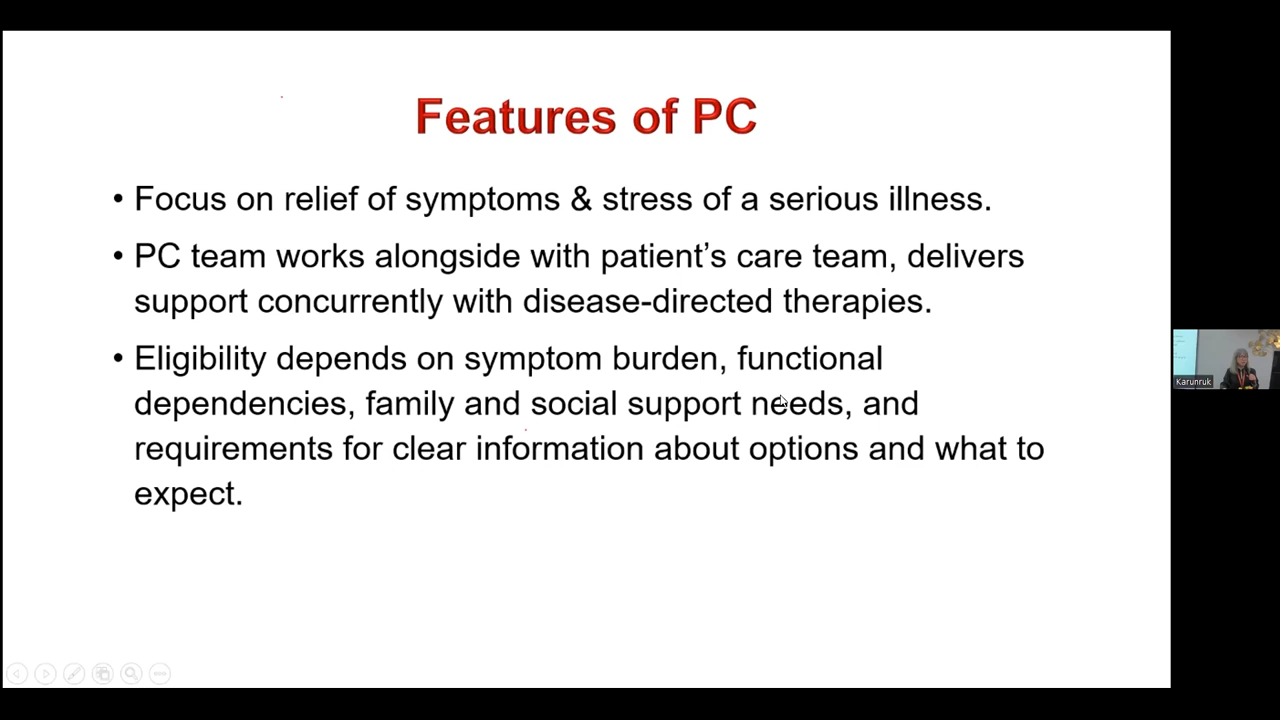 Features of PC
• Focus on relief of symptoms & stress of a serious illness.
• PC team works alongside with patient’s care team, delivers
support concurrently with disease-directed therapies.
• Eligibility depends on symptom burden, functional
dependencies, family and social support needs, and
requirements for clear information about options and what to
expect.
Karunruk